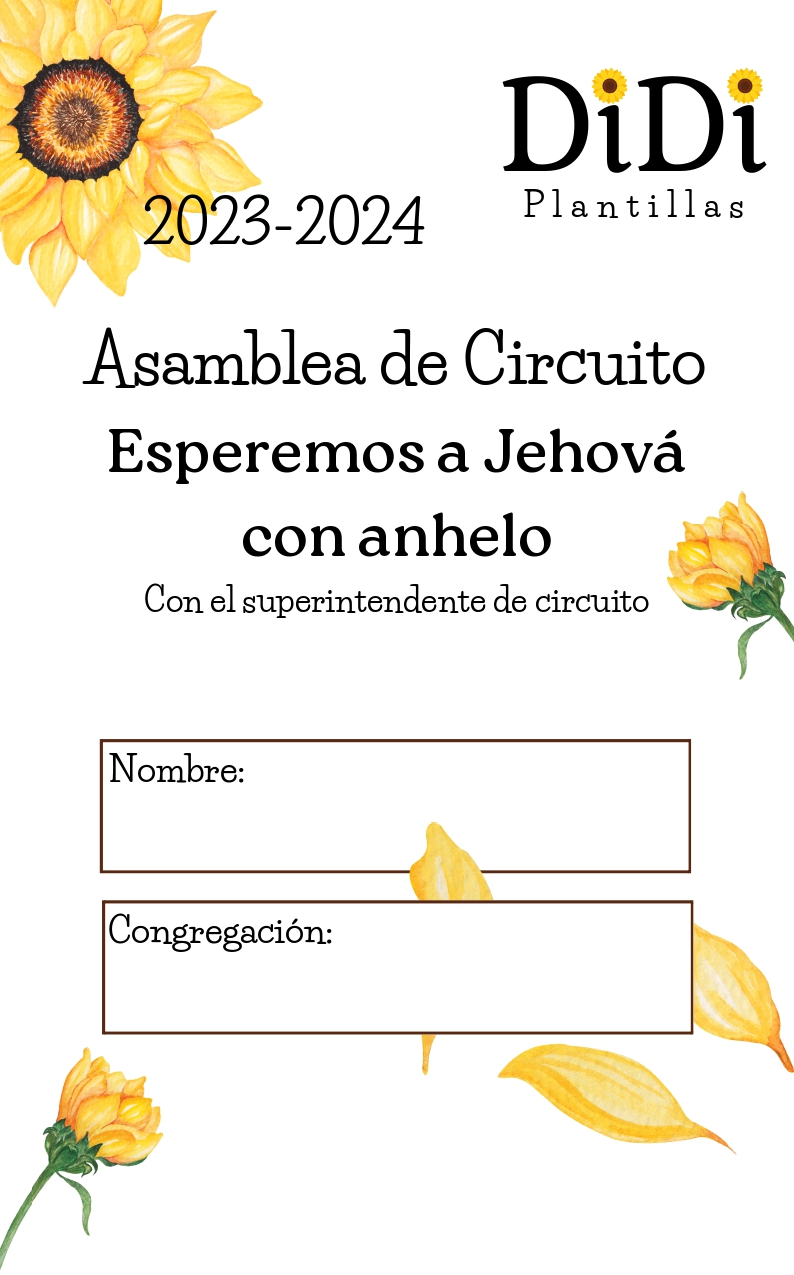 DiDi
Plantillas
2023-2024
Asamblea de Circuito
Esperemos a Jehová
con anhelo
Con el superintendente de circuito
Nombre:
Congregación: